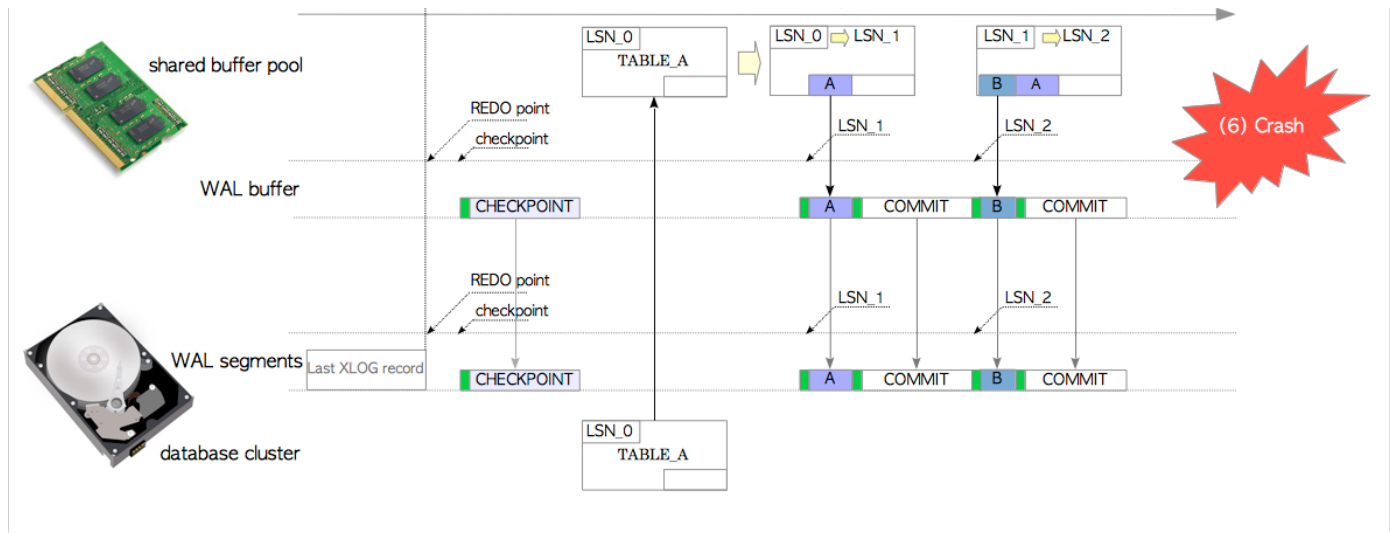 LSN_0
TABLE_A
LSN_0 LSN_1
A
LSN_1 LSN_2
B A
shared buffer pool
(6) Crash
REDO point
checkpoint
LSN_1
LSN_2
WAL buffer
CHECKPOINT
A
COMMIT
B
COMMIT
REDO point
checkpoint
LSN_1
LSN_2
WAL segments
Last XLOG record
CHECKPOINT
A
COMMIT
B
COMMIT
LSN_0
TABLE_A
database cluster